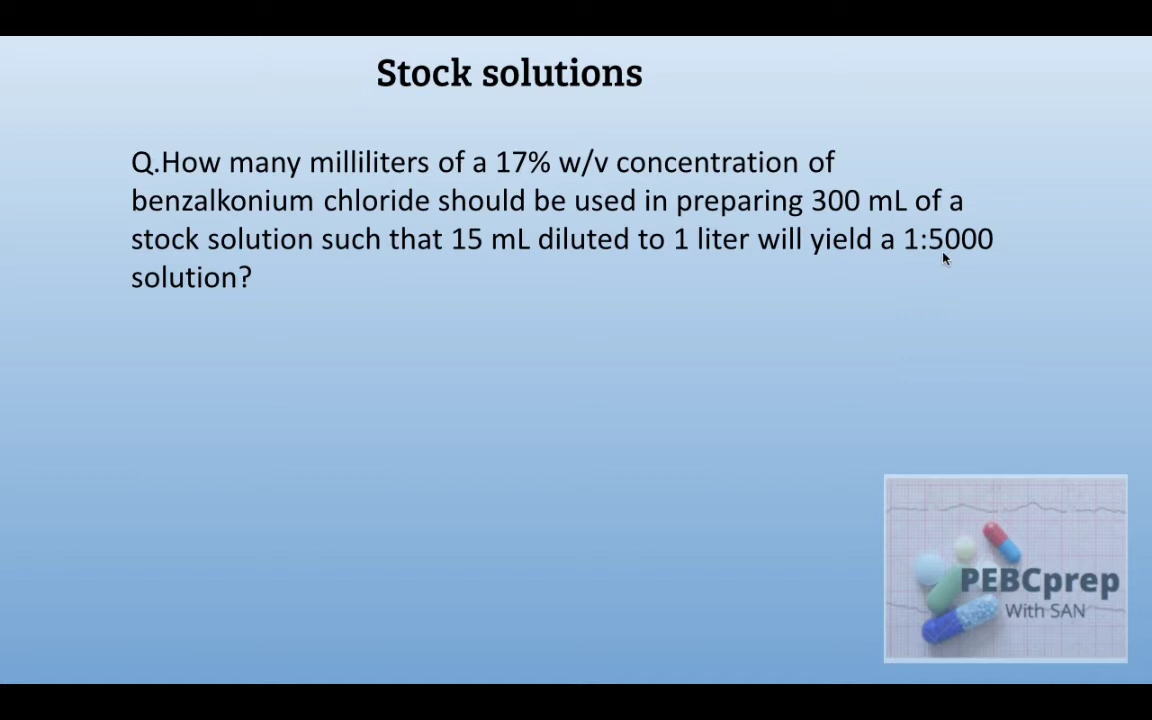 Stock solutions
Q.How many milliliters of a 17% w/v concentration of
benzalkonium chloride should be used in preparing 300 mL of a
stock solution such that 15 mL diluted to 1 liter will yield a 1:5000
solution?
PEBCprep
With SAN